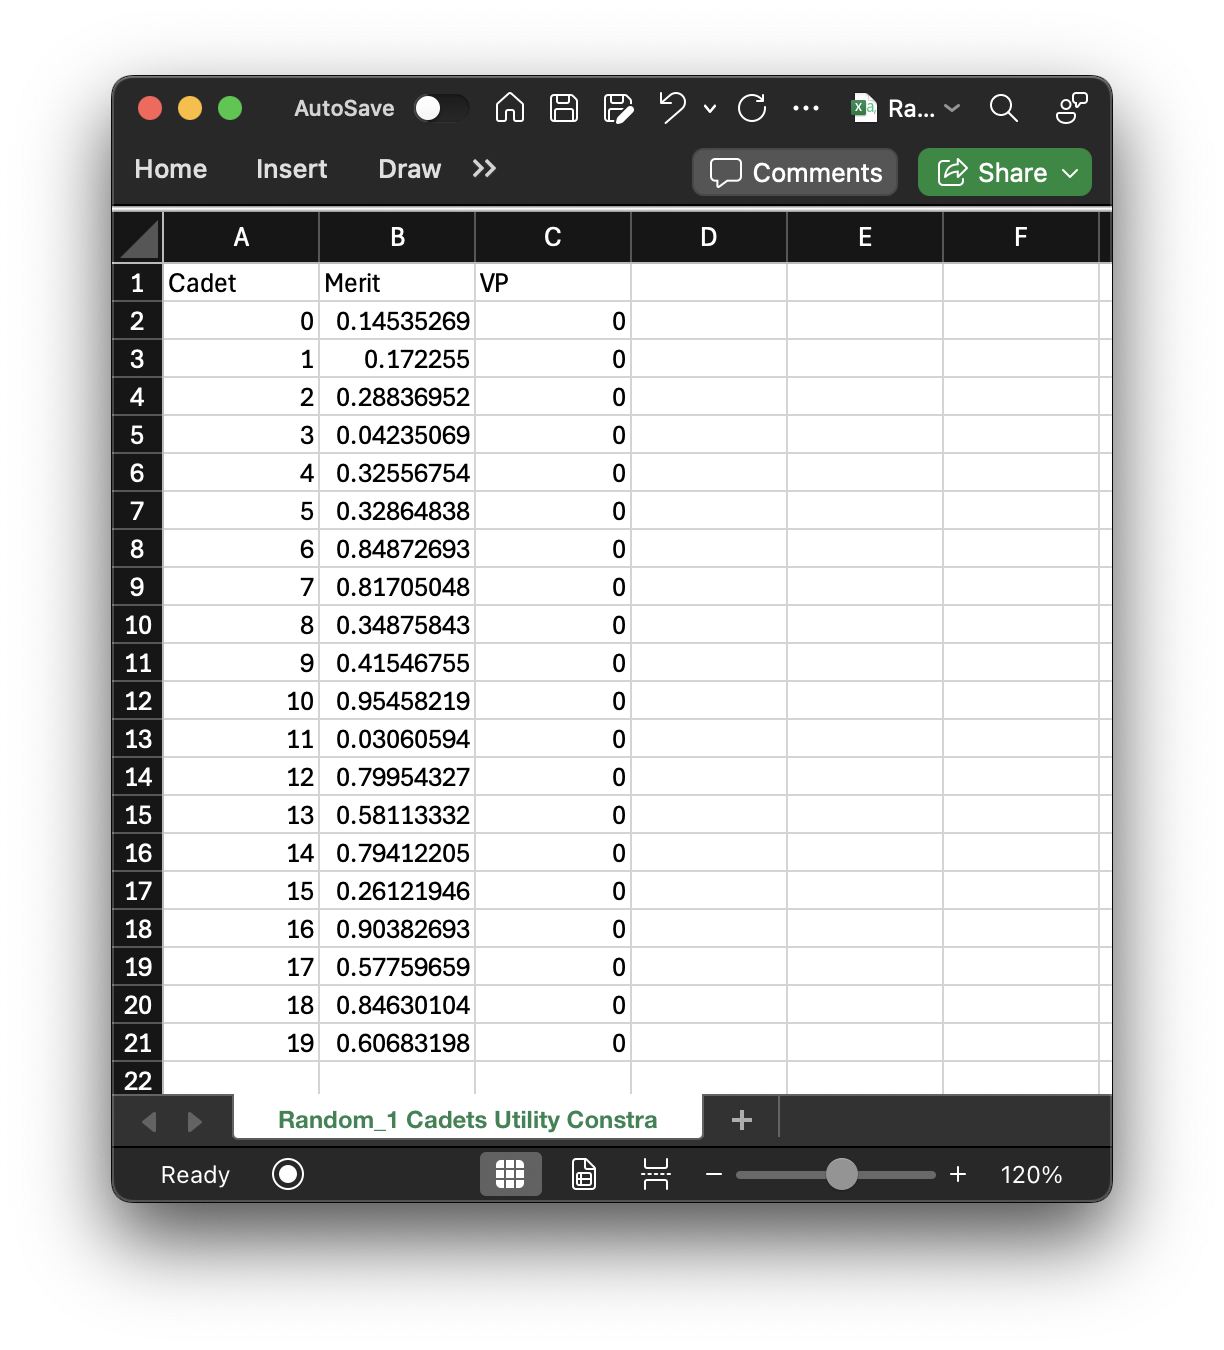 AutoSave Ra...
Home Insert Draw Comments Share
A B C D E F
1 Cadet Merit VP
2 0 0.14535269 0
3 1 0.172255 0
4 2 0.28836952 0
5 3 0.04235069 0
6 4 0.32556754 0
7 5 0.32864838 0
8 6 0.84872693 0
9 7 0.81705048 0
10 8 0.34875843 0
11 9 0.41546755 0
12 10 0.95458219 0
13 11 0.03060594 0
14 12 0.79954327 0
15 13 0.58113332 0
16 14 0.79412205 0
17 15 0.26121946 0
18 16 0.90382693 0
19 17 0.57759659 0
20 18 0.84630104 0
21 19 0.60683198 0
22
Random_1 Cadets Utility Constra +
Ready − + 120%